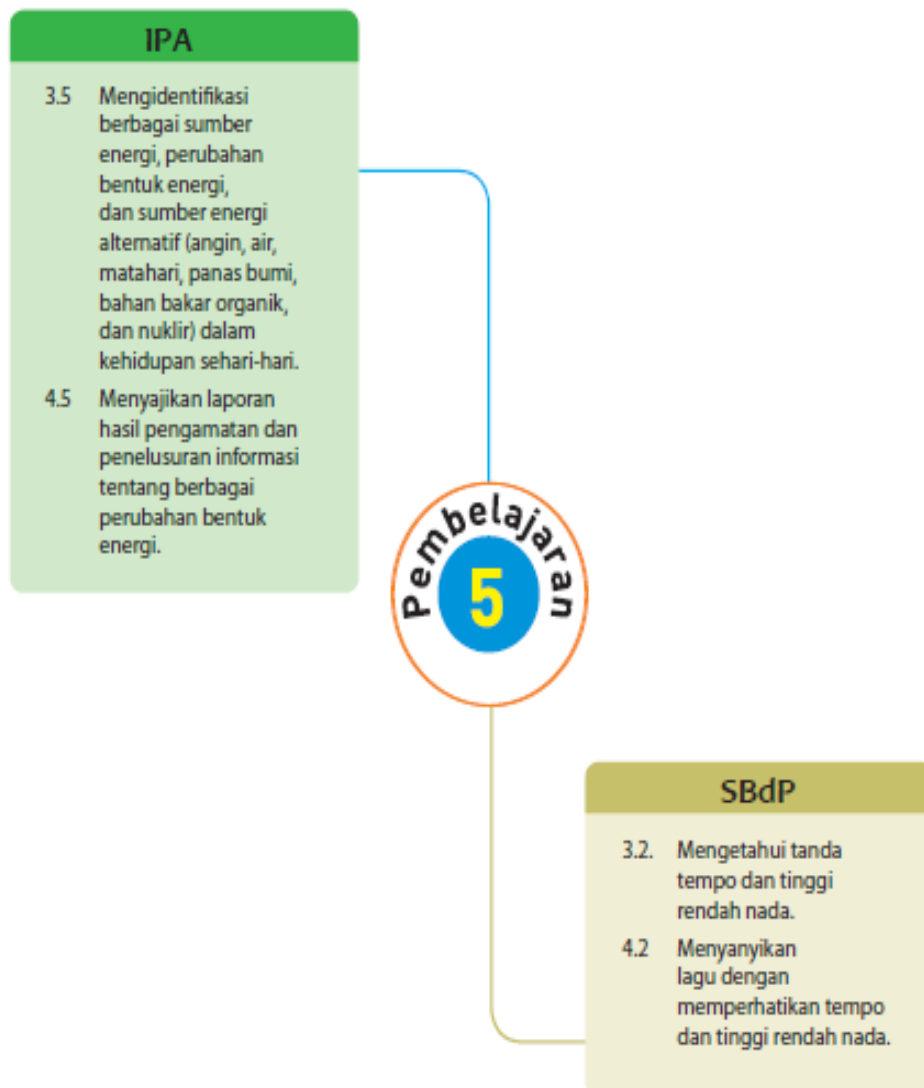 IPA
3.5 Mengidentifikasi
berbagai sumber
energi, perubahan
bentuk energi,
dan sumber energi
alternatif (angin, air,
matahari, panas bumi,
bahan bakar organik,
dan nuklir) dalam
kehidupan sehari-hari.
4.5 Menyajikan laporan
hasil pengamatan dan
penelusuran informasi
tentang berbagai
perubahan bentuk
energi.
Pembelajaran
5
SBdP
3.2. Mengetahui tanda
tempo dan tinggi
rendah nada.
4.2 Menyanyikan
lagu dengan
memperhatikan tempo
dan tinggi rendah nada.